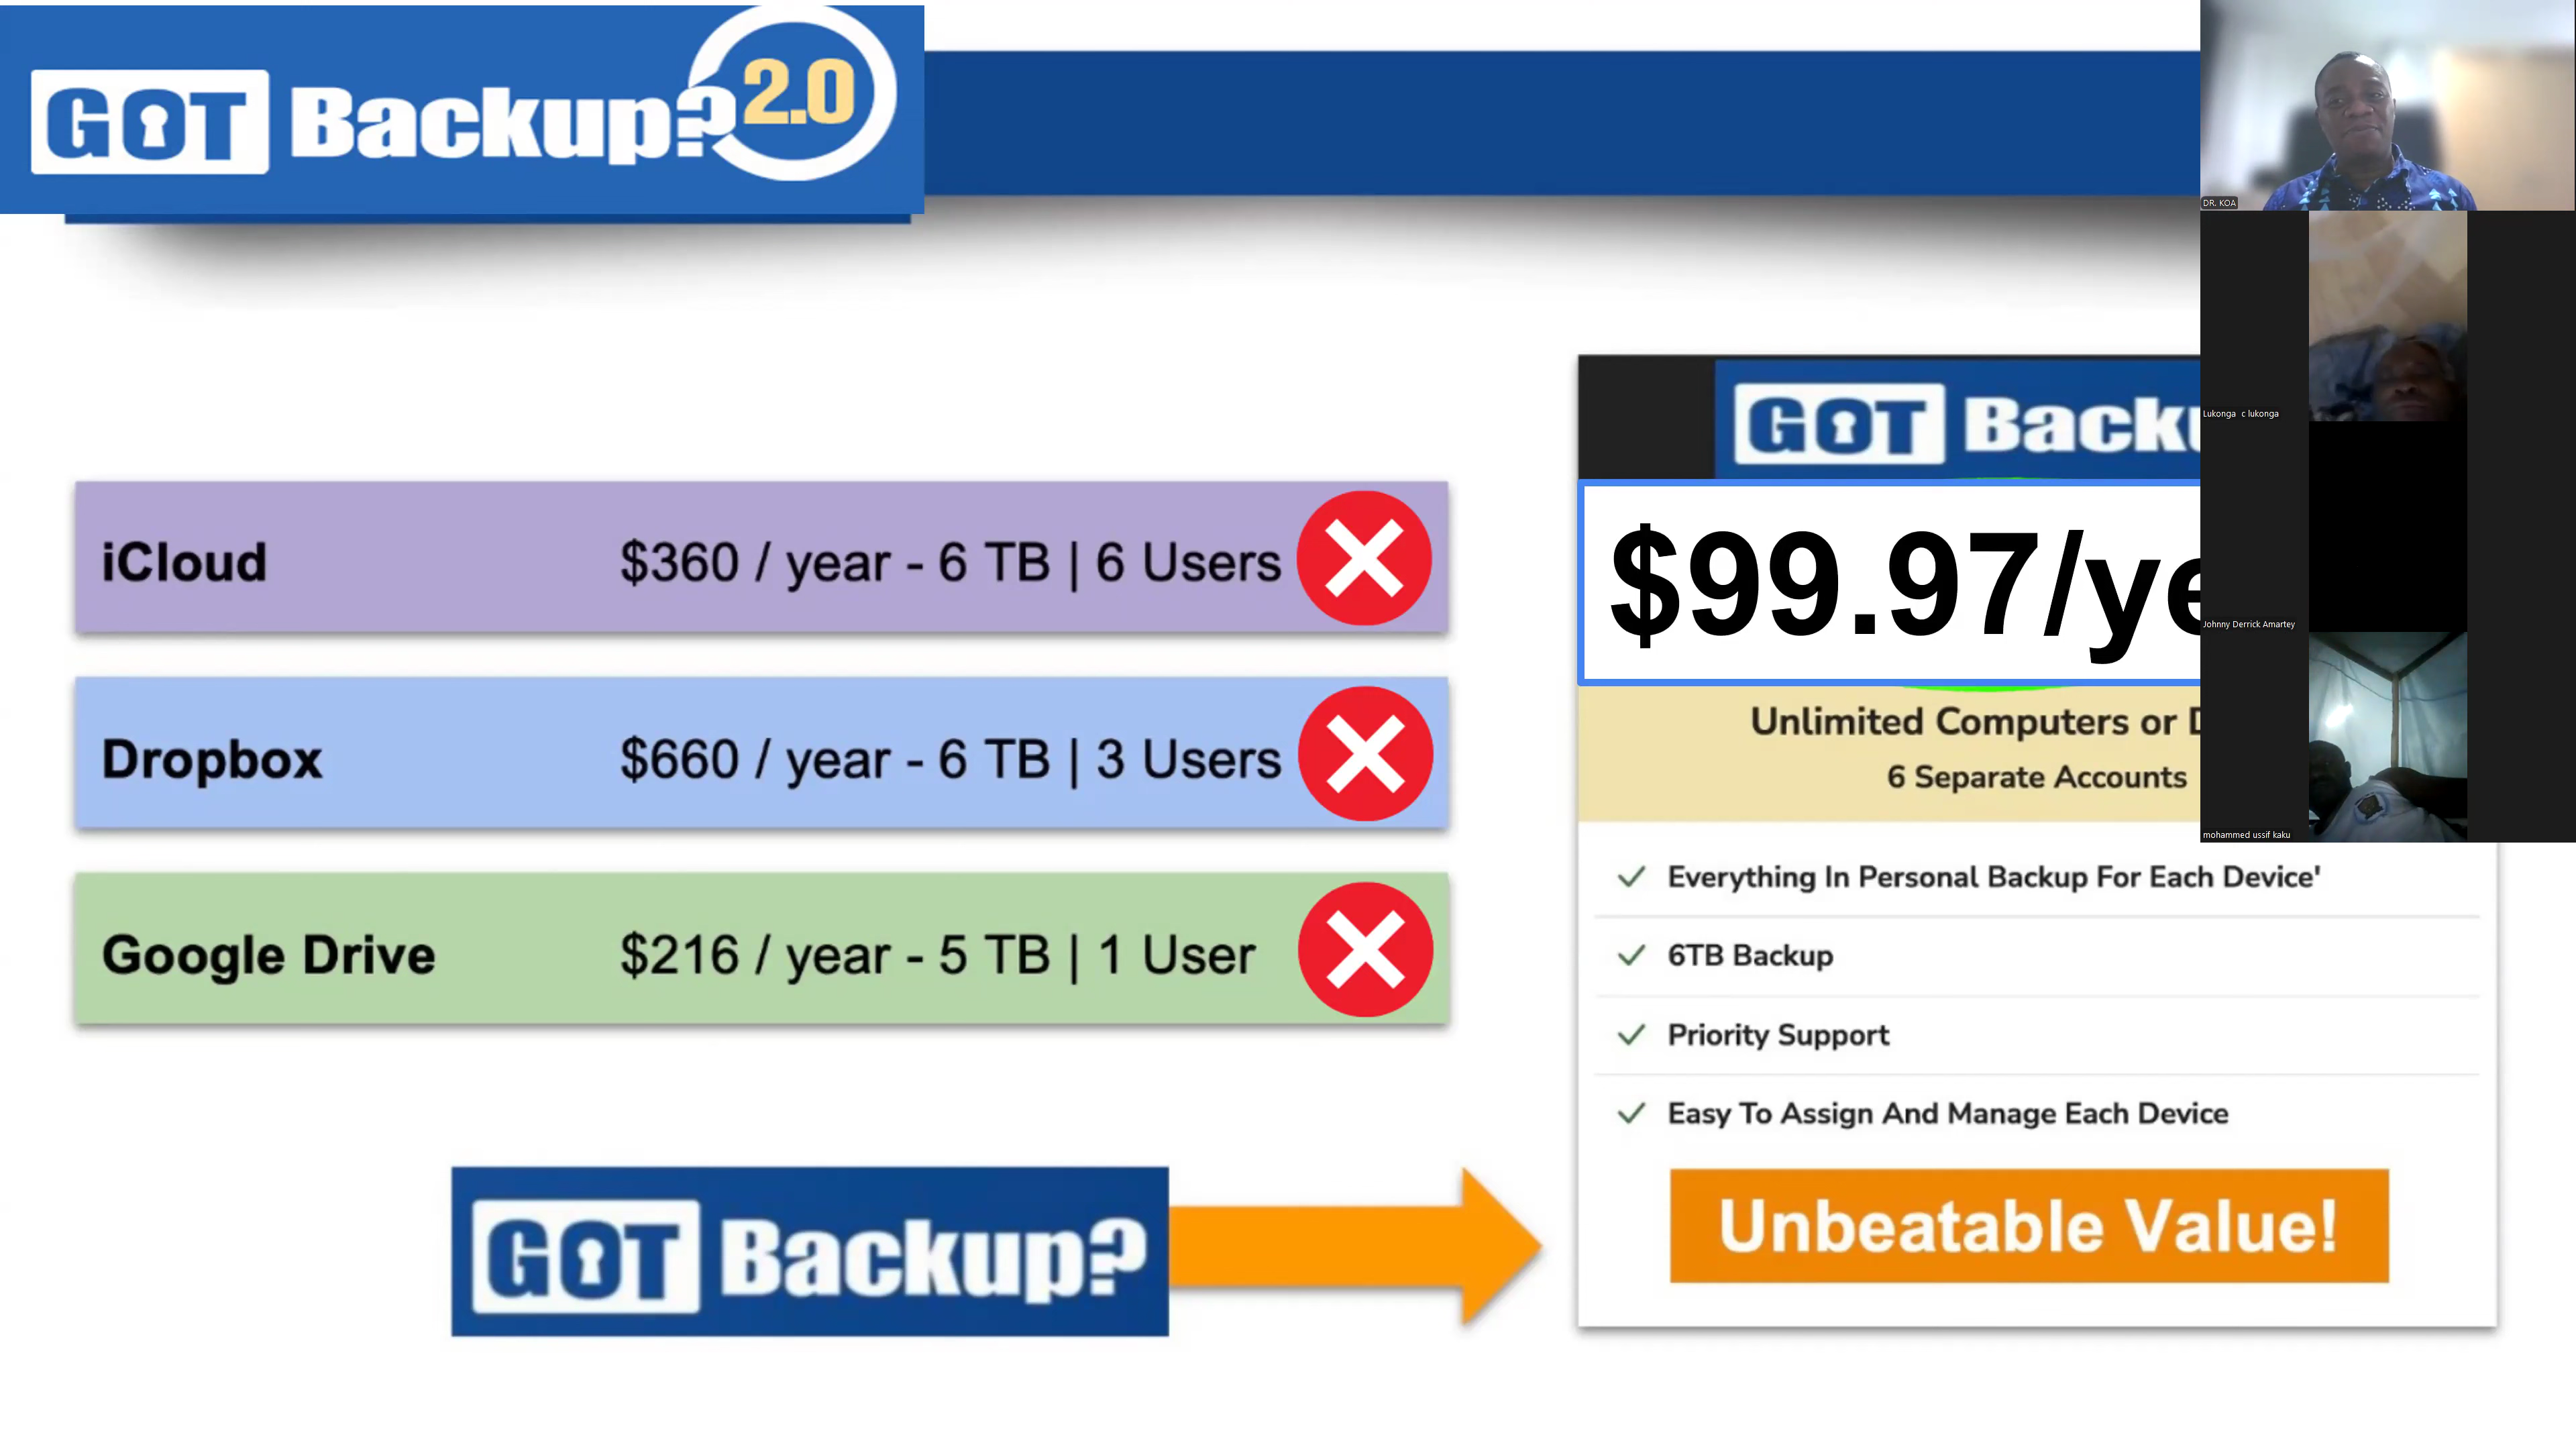 GOT Backup? 2.0
DR. KOA
Lukonga c lukonga
Johnny Derrick Amartey
mohammed ussif kaku
iCloud $360 / year - 6 TB | 6 Users
Dropbox $660 / year - 6 TB | 3 Users
Google Drive $216 / year - 5 TB | 1 User
GOT Backup?
GOT Backu
$99.97/ye
Unlimited Computers or D
6 Separate Accounts
Everything In Personal Backup For Each Device'
6TB Backup
Priority Support
Easy To Assign And Manage Each Device
Unbeatable Value!